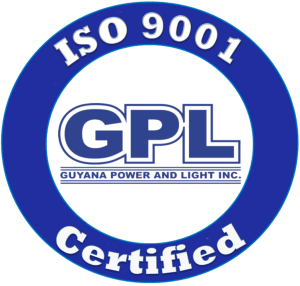 ISO 9001
GPL
GUYANA POWER AND LIGHT INC.
Certified